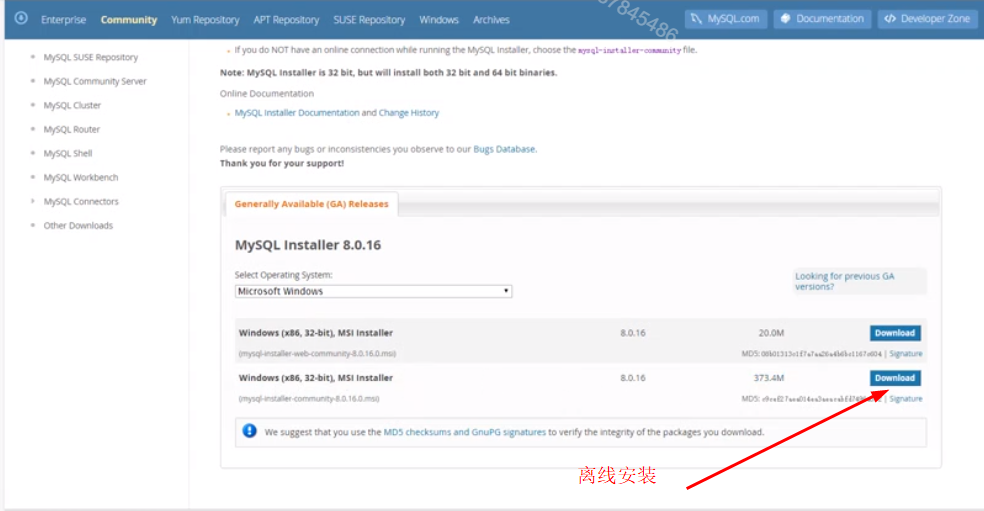 Enterprise Community Yum Repository APT Repository SUSE Repository Windows Archives MySQL.com Documentation Developer Zone
7845486
MySQL SUSE Repository
MySQL Community Server
MySQL Cluster
MySQL Router
MySQL Shell
MySQL Workbench
MySQL Connectors
Other Downloads
If you do NOT have an online connection while running the MySQL Installer, choose the mysql-installer-community file.
Note: MySQL Installer is 32 bit, but will install both 32 bit and 64 bit binaries.
Online Documentation
MySQL Installer Documentation and Change History
Please report any bugs or inconsistencies you observe to our Bugs Database.
Thank you for your support!
Generally Available (GA) Releases
MySQL Installer 8.0.16
Select Operating System:
Microsoft Windows
Looking for previous GA
versions?
Windows (x86, 32-bit), MSI Installer 8.0.16 20.0M Download
(mysql-installer-web-community-8.0.16.0.msi) MD5: | Signature
Windows (x86, 32-bit), MSI Installer 8.0.16 373.4M Download
(mysql-installer-community-8.0.16.0.msi) MD5: | Signature
We suggest that you use the MD5 checksums and GnuPG signatures to verify the integrity of the packages you download.
离线安装